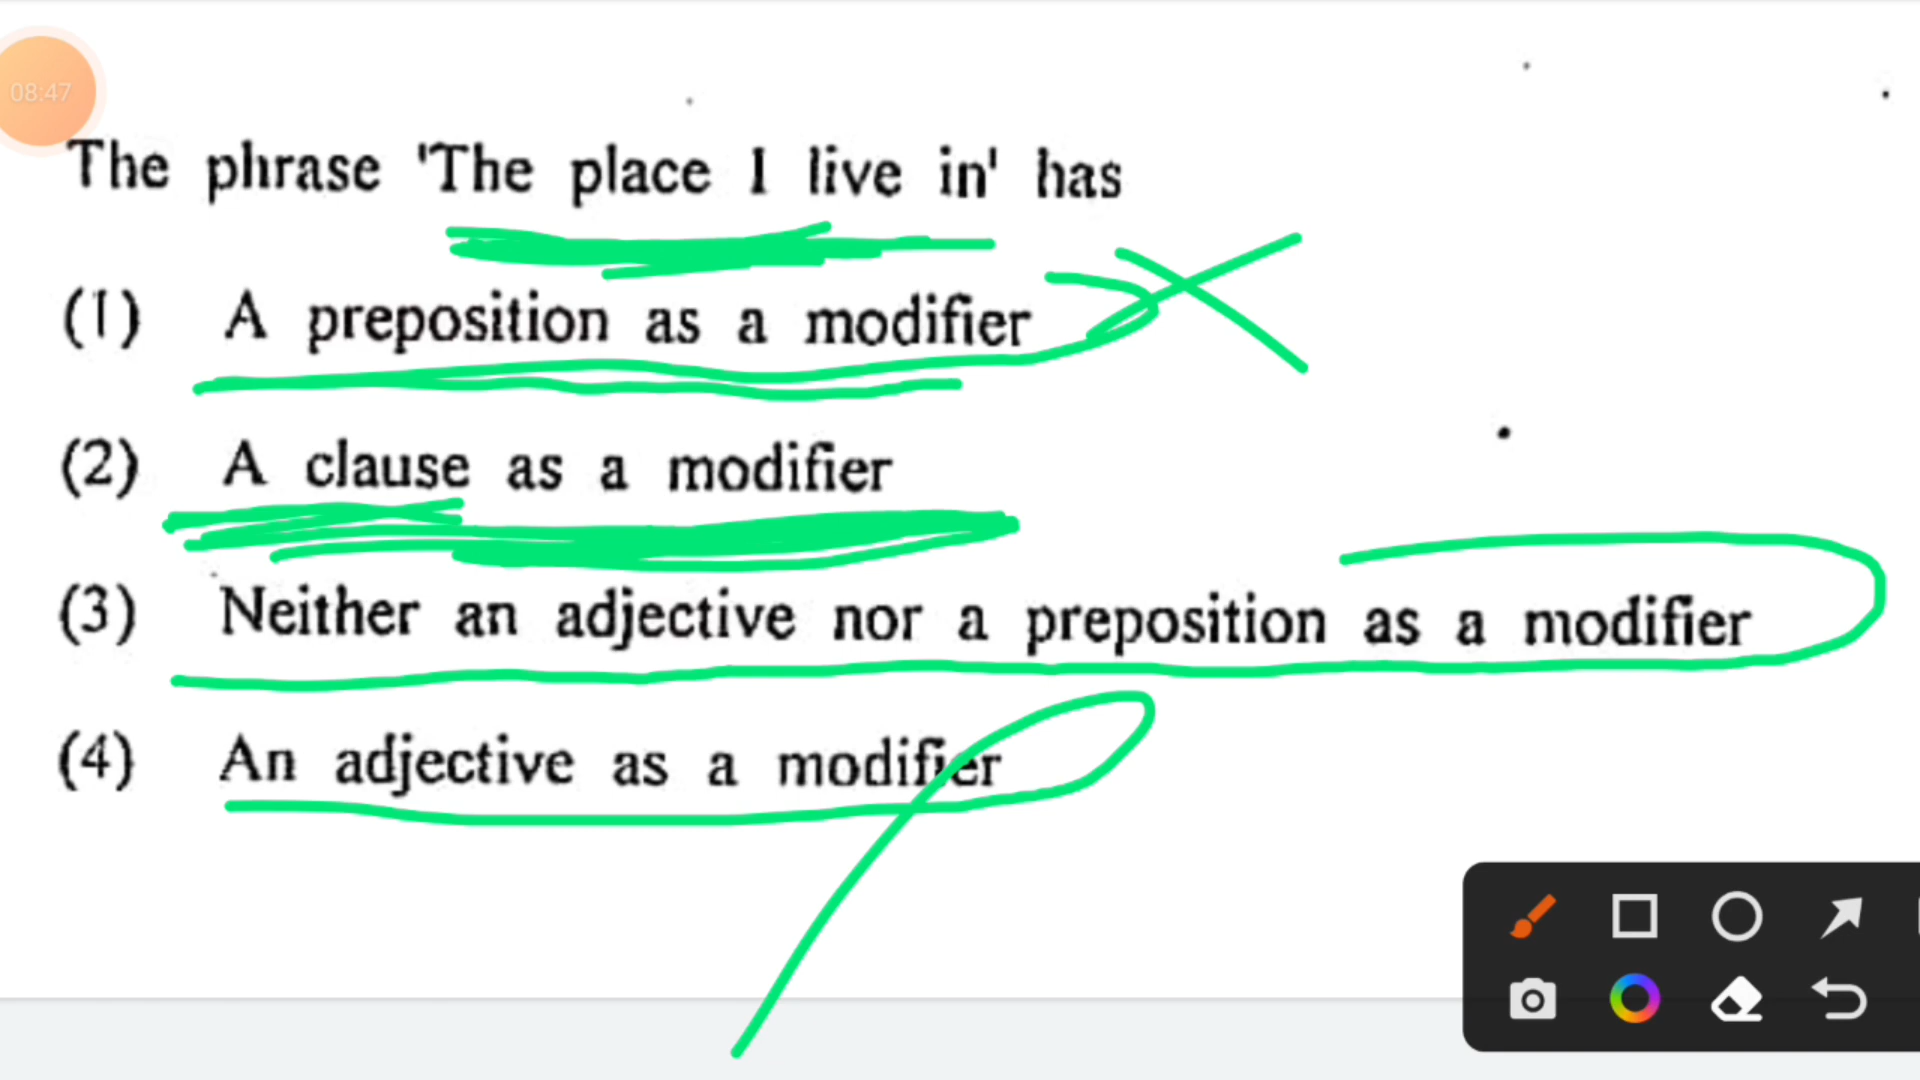 08:47
The phrase 'The place I live in' has
(1) A preposition as a modifier
(2) A clause as a modifier
(3) Neither an adjective nor a preposition as a modifier
(4) An adjective as a modifier